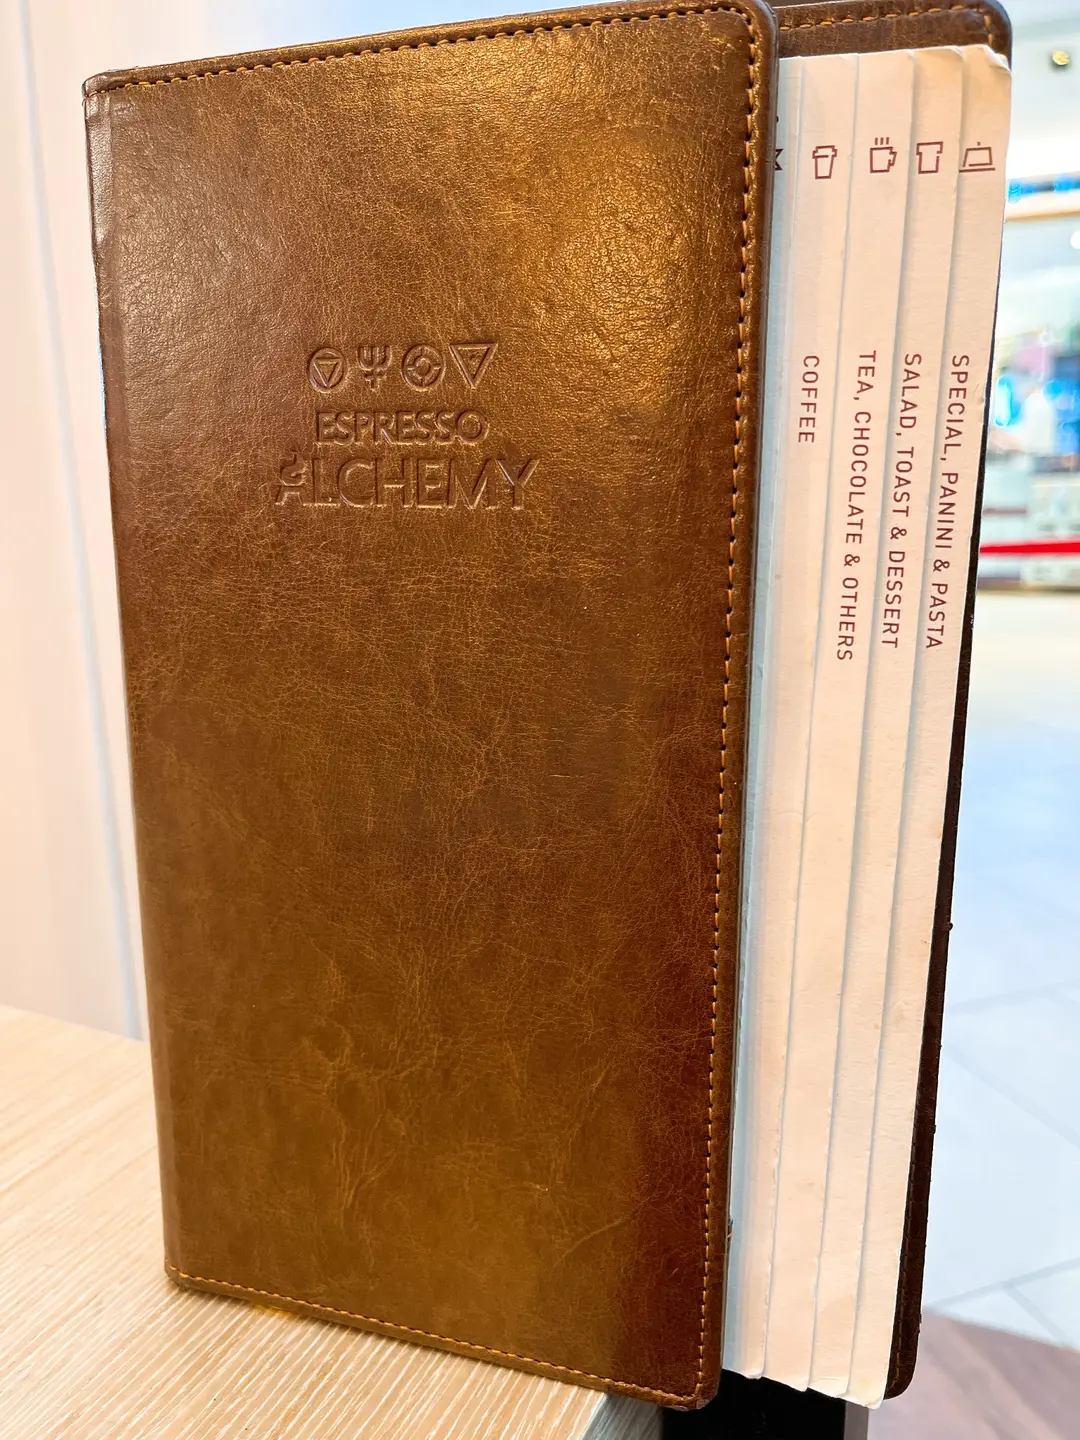 ESPRESSO
ALCHEMY
COFFEE
TEA, CHOCOLATE & OTHERS
SALAD, TOAST & DESSERT
SPECIAL, PANINI & PASTA